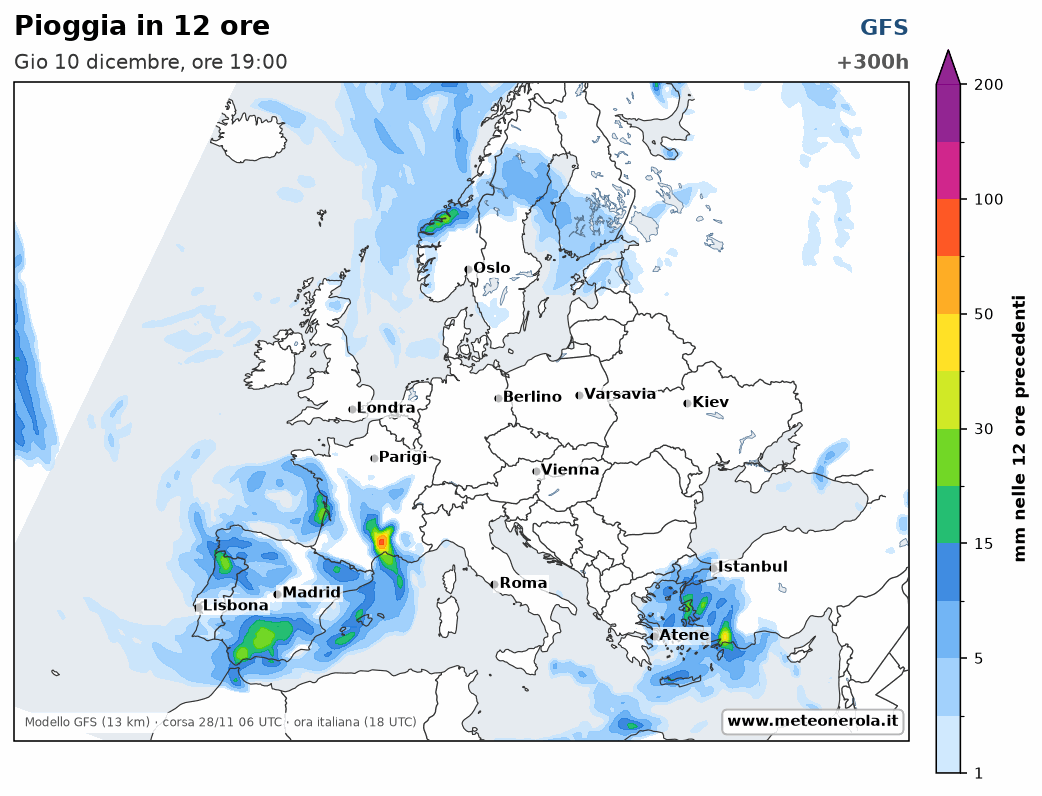 Pioggia in 12 ore
GFS
Gio 10 dicembre, ore 19:00
+300h
200
100
50
30
15
5
1
mm nelle 12 ore precedenti
Oslo
Berlino
Varsavia
Kiev
Londra
Parigi
Vienna
Istanbul
Roma
Madrid
Lisbona
Atene
Modello GFS (13 km) · corsa 28/11 06 UTC · ora italiana (18 UTC)
www.meteonerola.it